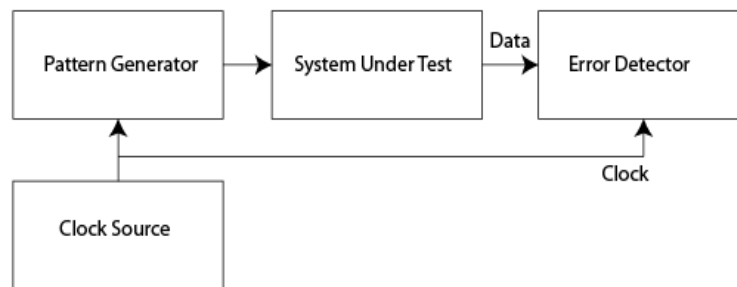 Pattern Generator
System Under Test
Data
Error Detector
Clock
Clock Source